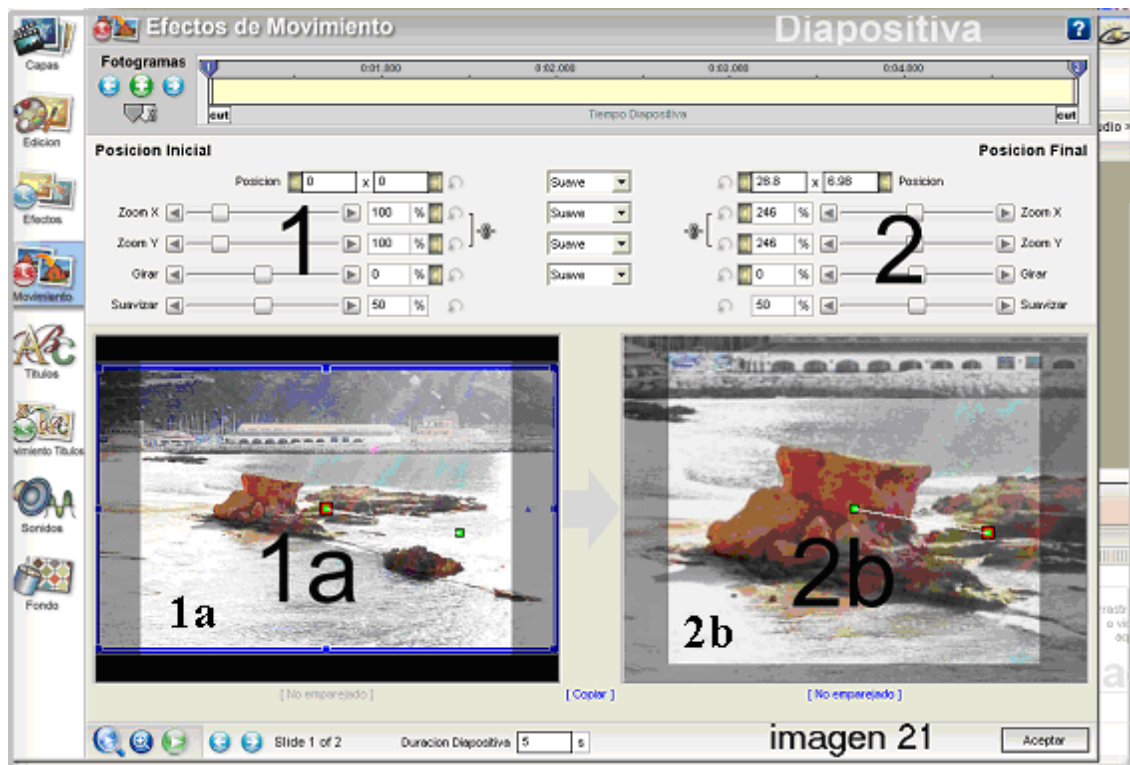 Efectos de Movimiento
Diapositiva
?
Capas
Fotogramas
1
0:01.000
0:02.000
0:03.000
0:04.000
cut
Tiempo Diapositiva
cut
Edicion
Posicion Inicial
Posicion Final
Posicion 0 x 0
Suave
28.8 x 6.98 Posicion
Efectos
Zoom X 100 %
Suave
246 % Zoom X
1
2
Zoom Y 100 %
Suave
246 % Zoom Y
Movimiento
Girar 0 %
Suave
0 % Girar
Suavizar 50 %
50 % Suavizar
ABC
Titulos
vimiento Titulos
Sonidos
Fondo
1a
1a
2b
2b
[ No emparejado ]
[ Copiar ]
[ No emparejado ]
Slide 1 of 2
Duracion Diapositiva 5 s
imagen 21
Aceptar